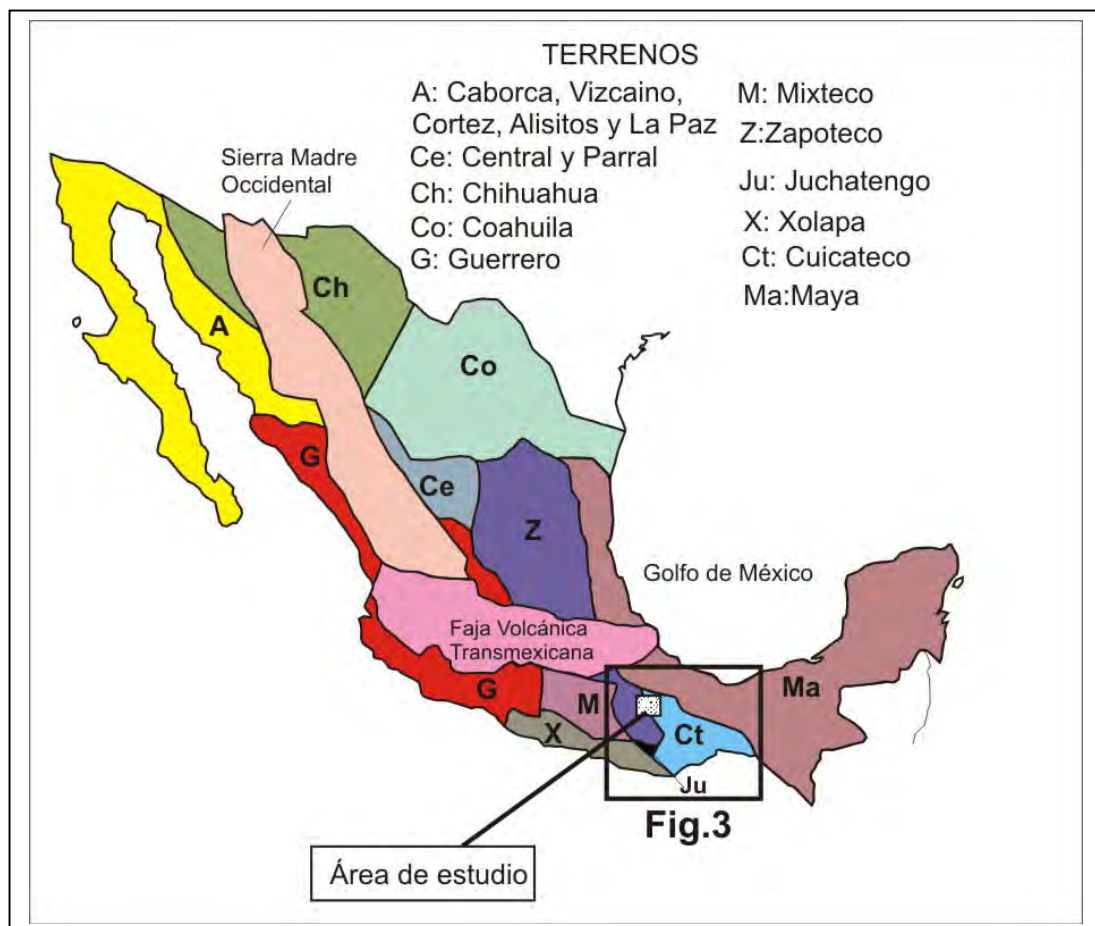 TERRENOS
A: Caborca, Vizcaino,
Cortez, Alisitos y La Paz
Ce: Central y Parral
Ch: Chihuahua
Co: Coahuila
G: Guerrero
M: Mixteco
Z:Zapoteco
Ju: Juchatengo
X: Xolapa
Ct: Cuicateco
Ma:Maya
Sierra Madre
Occidental
Ch
A
Co
G
Ce
Z
Golfo de México
Faja Volcánica
Transmexicana
G
M
Ma
X
Ct
Ju
Fig.3
Área de estudio